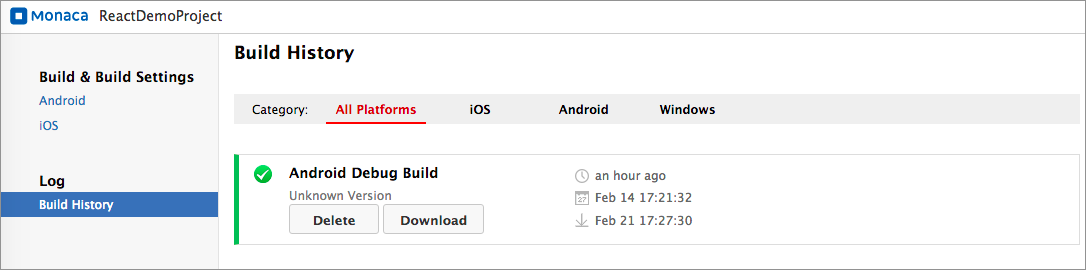 Monaca ReactDemoProject
Build & Build Settings
Android
iOS
Log
Build History
Build History
Category: All Platforms iOS Android Windows
Android Debug Build
Unknown Version
Delete Download
an hour ago
27 Feb 14 17:21:32
Feb 21 17:27:30